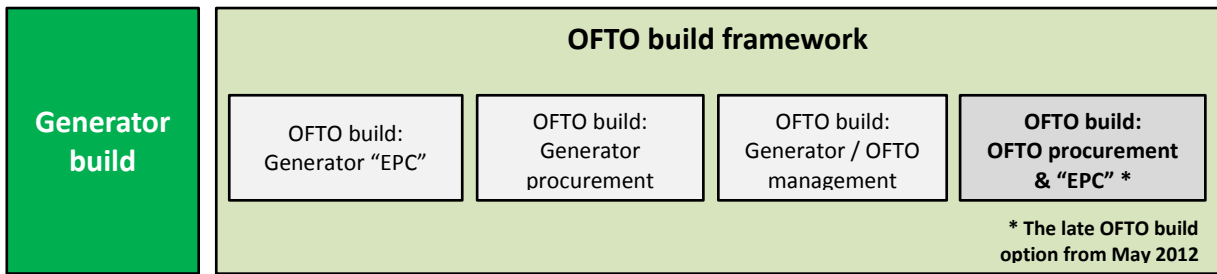 OFTO build framework
Generator
build
OFTO build:
Generator “EPC”
OFTO build:
Generator
procurement
OFTO build:
Generator / OFTO
management
OFTO build:
OFTO procurement
& “EPC” *
* The late OFTO build
option from May 2012